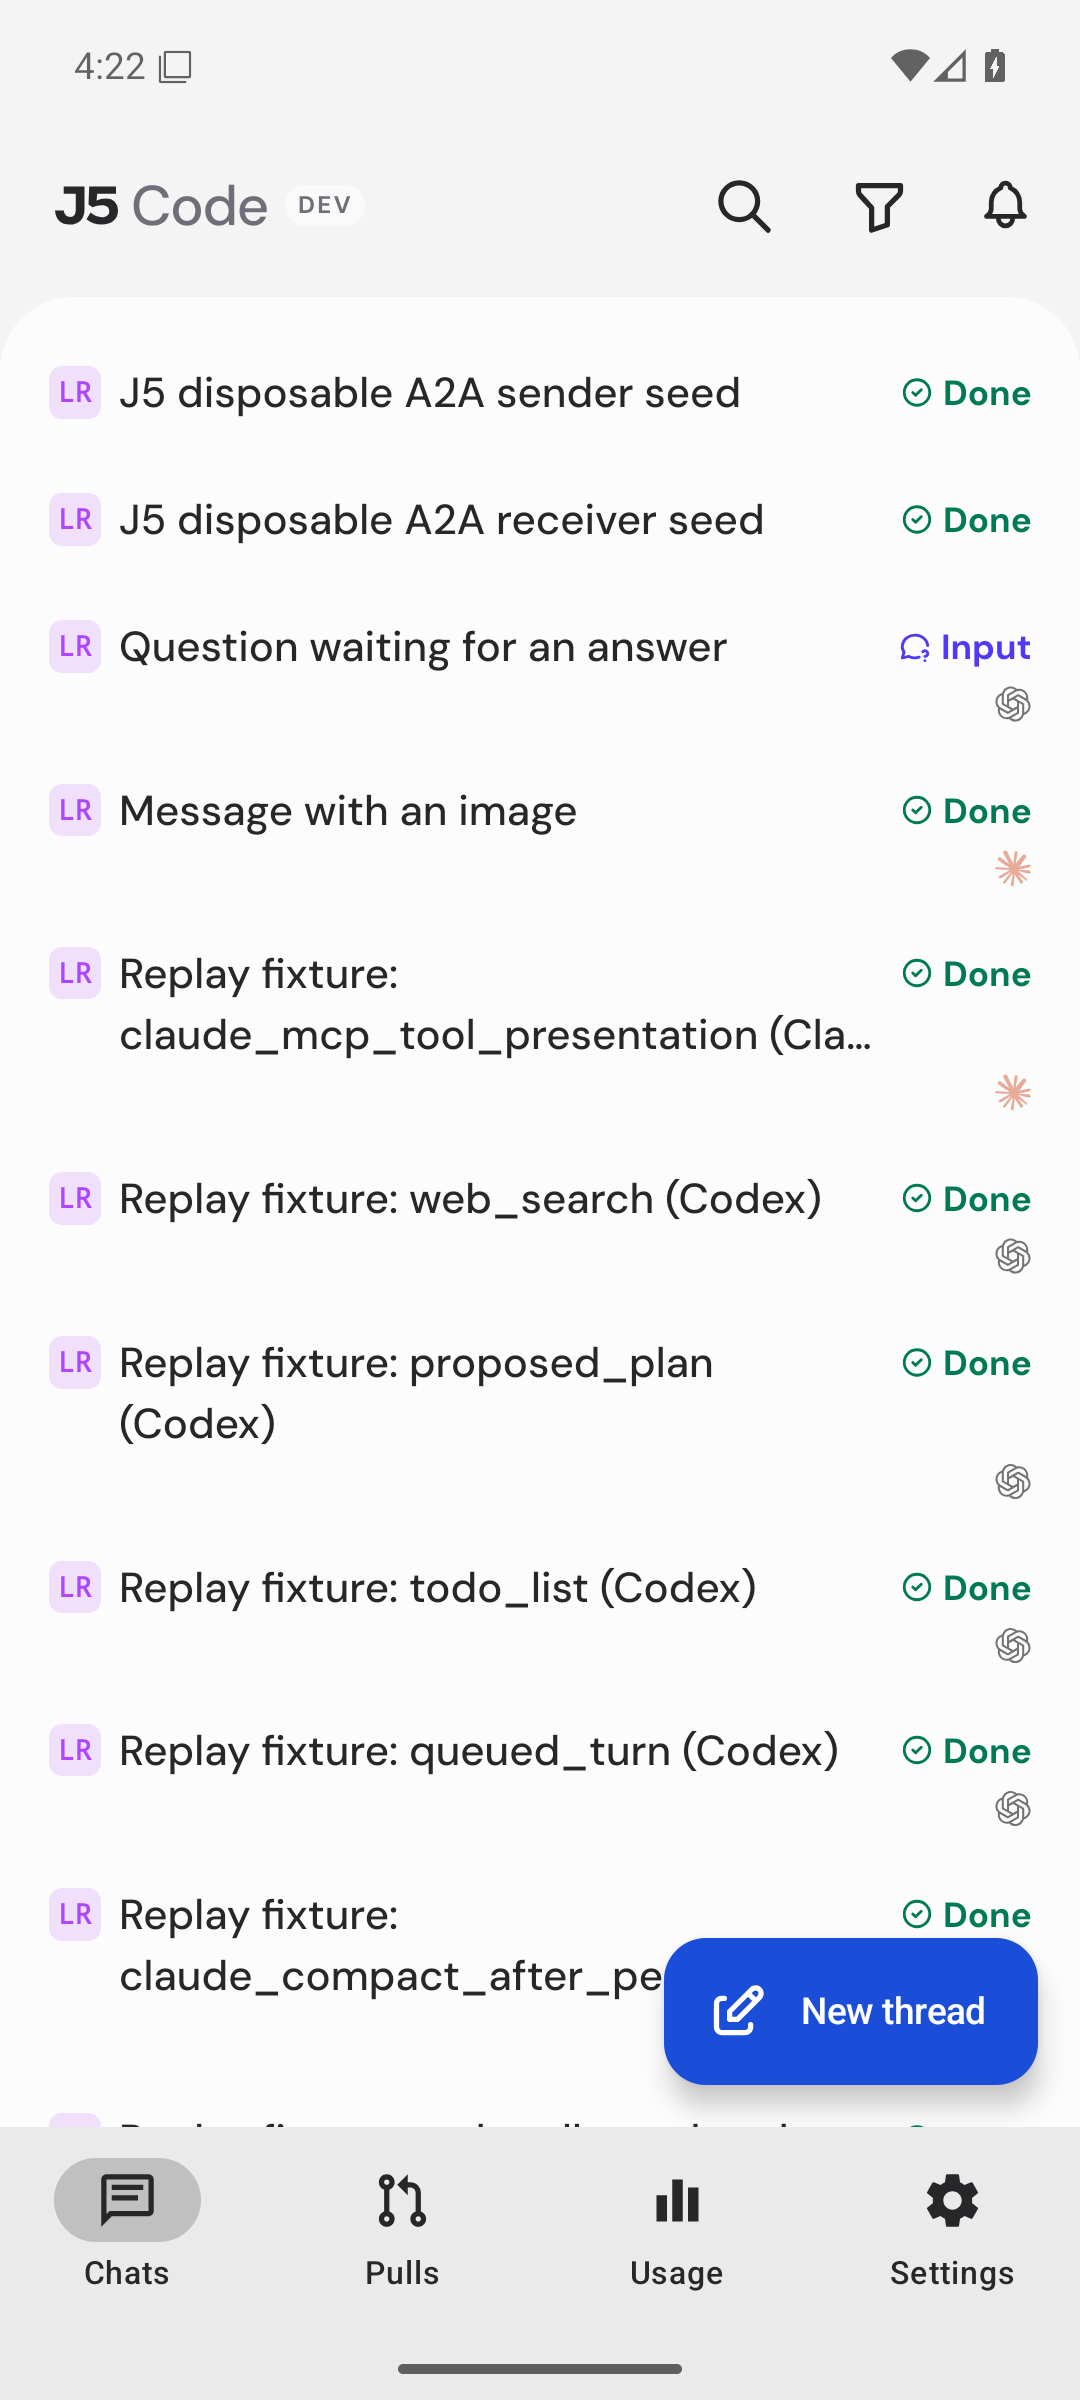 4:22
J5 Code DEV
LR J5 disposable A2A sender seed Done
LR J5 disposable A2A receiver seed Done
LR Question waiting for an answer Input
LR Message with an image Done
LR Replay fixture: Done
claude_mcp_tool_presentation (Cla...
LR Replay fixture: web_search (Codex) Done
LR Replay fixture: proposed_plan Done
(Codex)
LR Replay fixture: todo_list (Codex) Done
LR Replay fixture: queued_turn (Codex) Done
LR Replay fixture: Done
claude_compact_after_pe
New thread
Chats Pulls Usage Settings